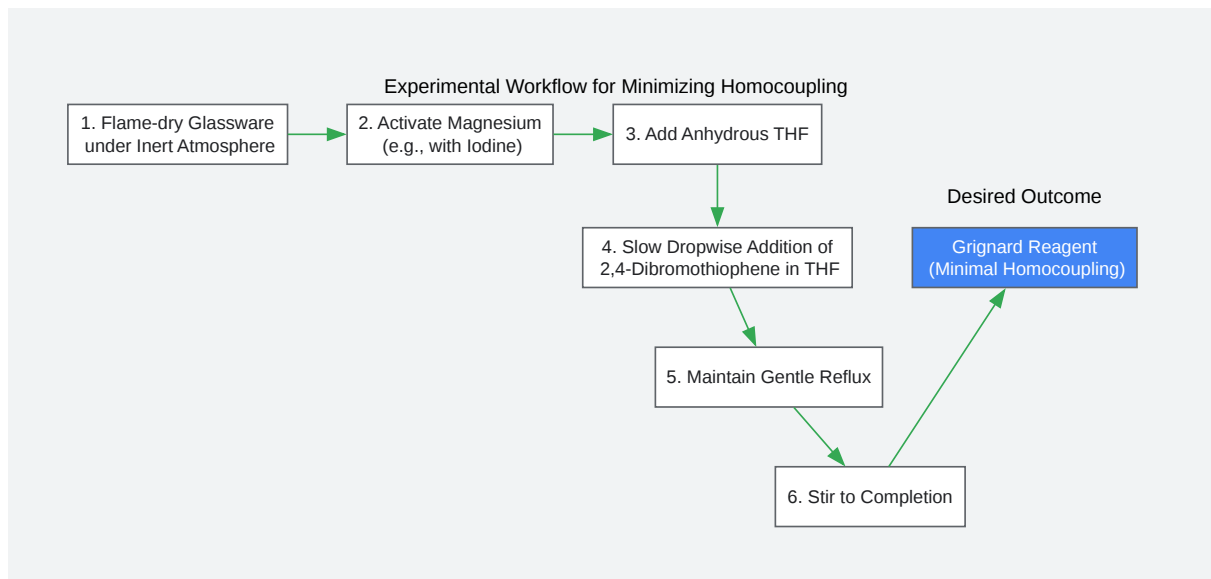 Experimental Workflow for Minimizing Homocoupling
1. Flame-dry Glassware
under Inert Atmosphere
2. Activate Magnesium
(e.g., with Iodine)
3. Add Anhydrous THF
4. Slow Dropwise Addition of
2,4-Dibromothiophene in THF
5. Maintain Gentle Reflux
6. Stir to Completion
Desired Outcome
Grignard Reagent
(Minimal Homocoupling)